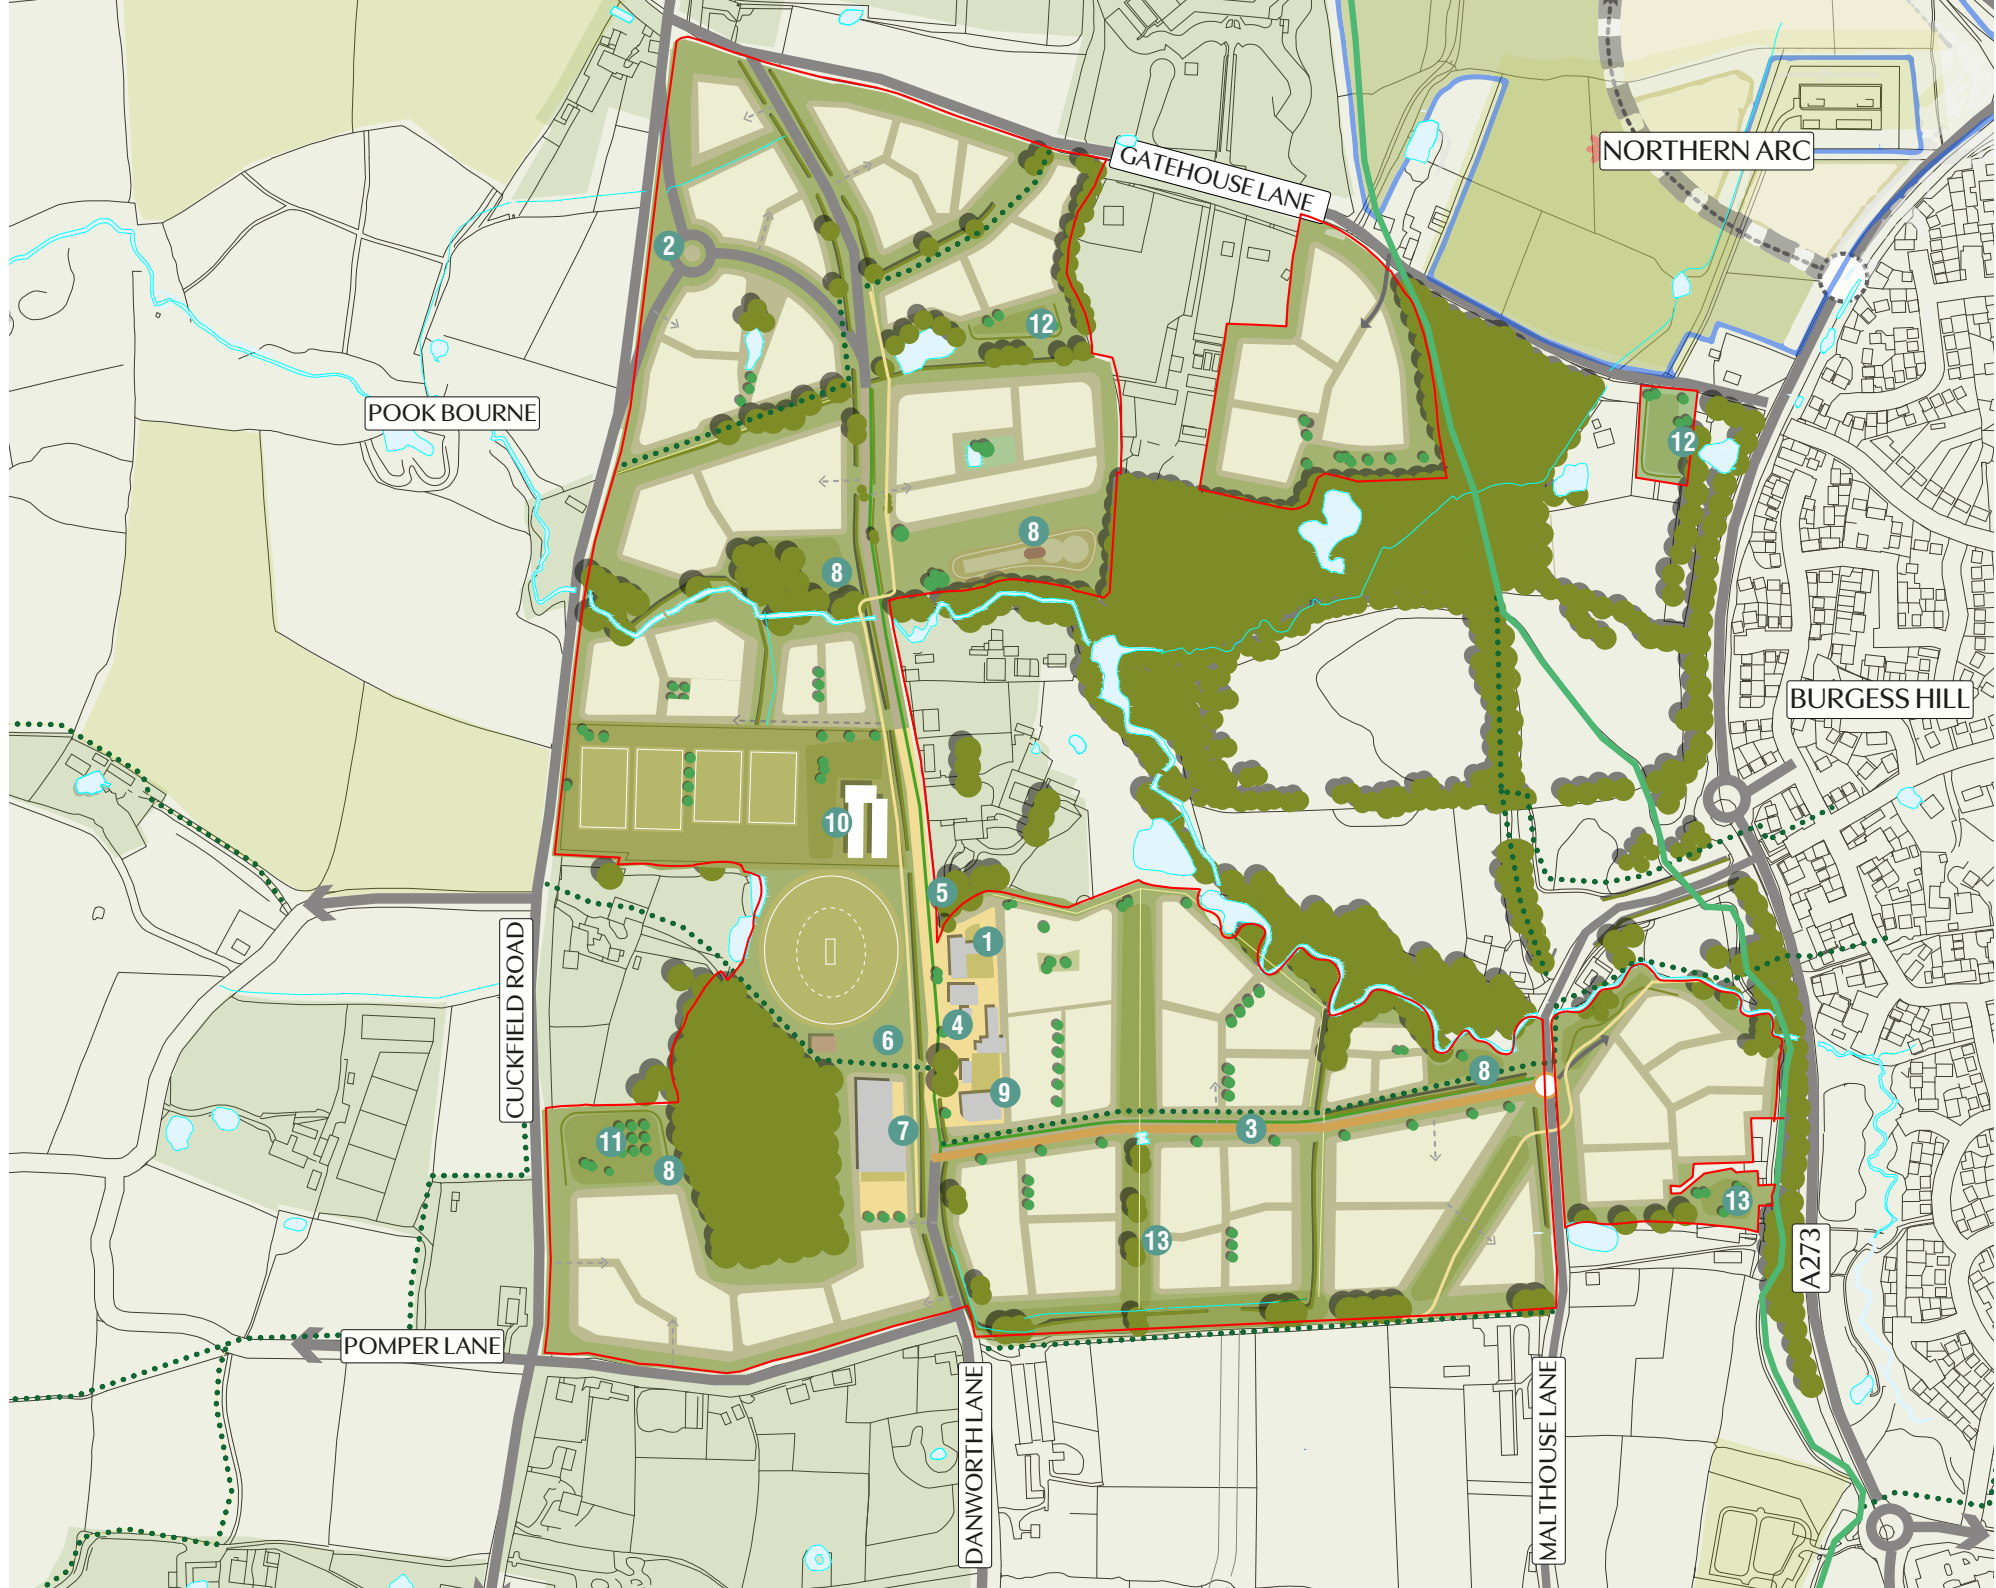 NORTHERN ARC
GATEHOUSE LANE
2
12
POOK BOURNE
12
8
8
BURGESS HILL
10
5
1
4
6
CUCKFIELD ROAD
8
9
7
3
11
8
13
13
A273
POMPER LANE
DANWORTH LANE
MALTHOUSE LANE